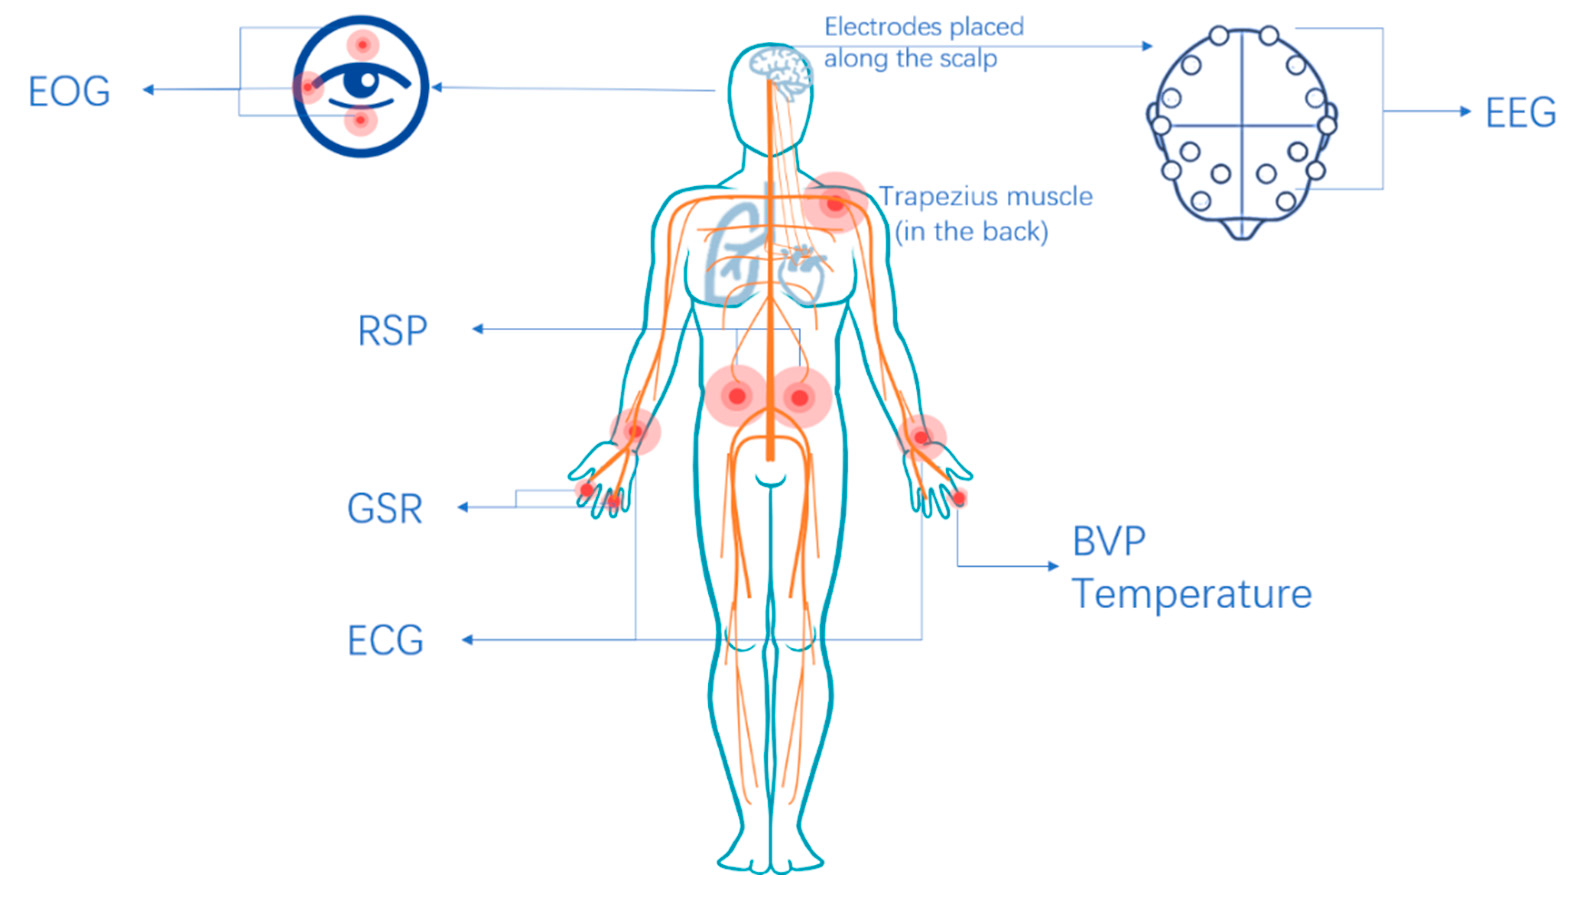 Electrodes placed
along the scalp
EOG
EEG
Trapezius muscle
(in the back)
RSP
GSR
BVP
Temperature
ECG